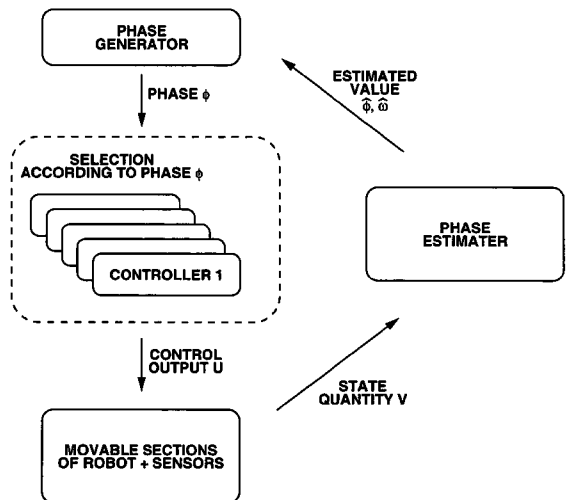 PHASE
GENERATOR
PHASE ϕ
ESTIMATED
VALUE
ϕ̂, ω̂
SELECTION
ACCORDING TO PHASE ϕ
CONTROLLER 1
PHASE
ESTIMATER
CONTROL
OUTPUT U
STATE
QUANTITY V
MOVABLE SECTIONS
OF ROBOT + SENSORS